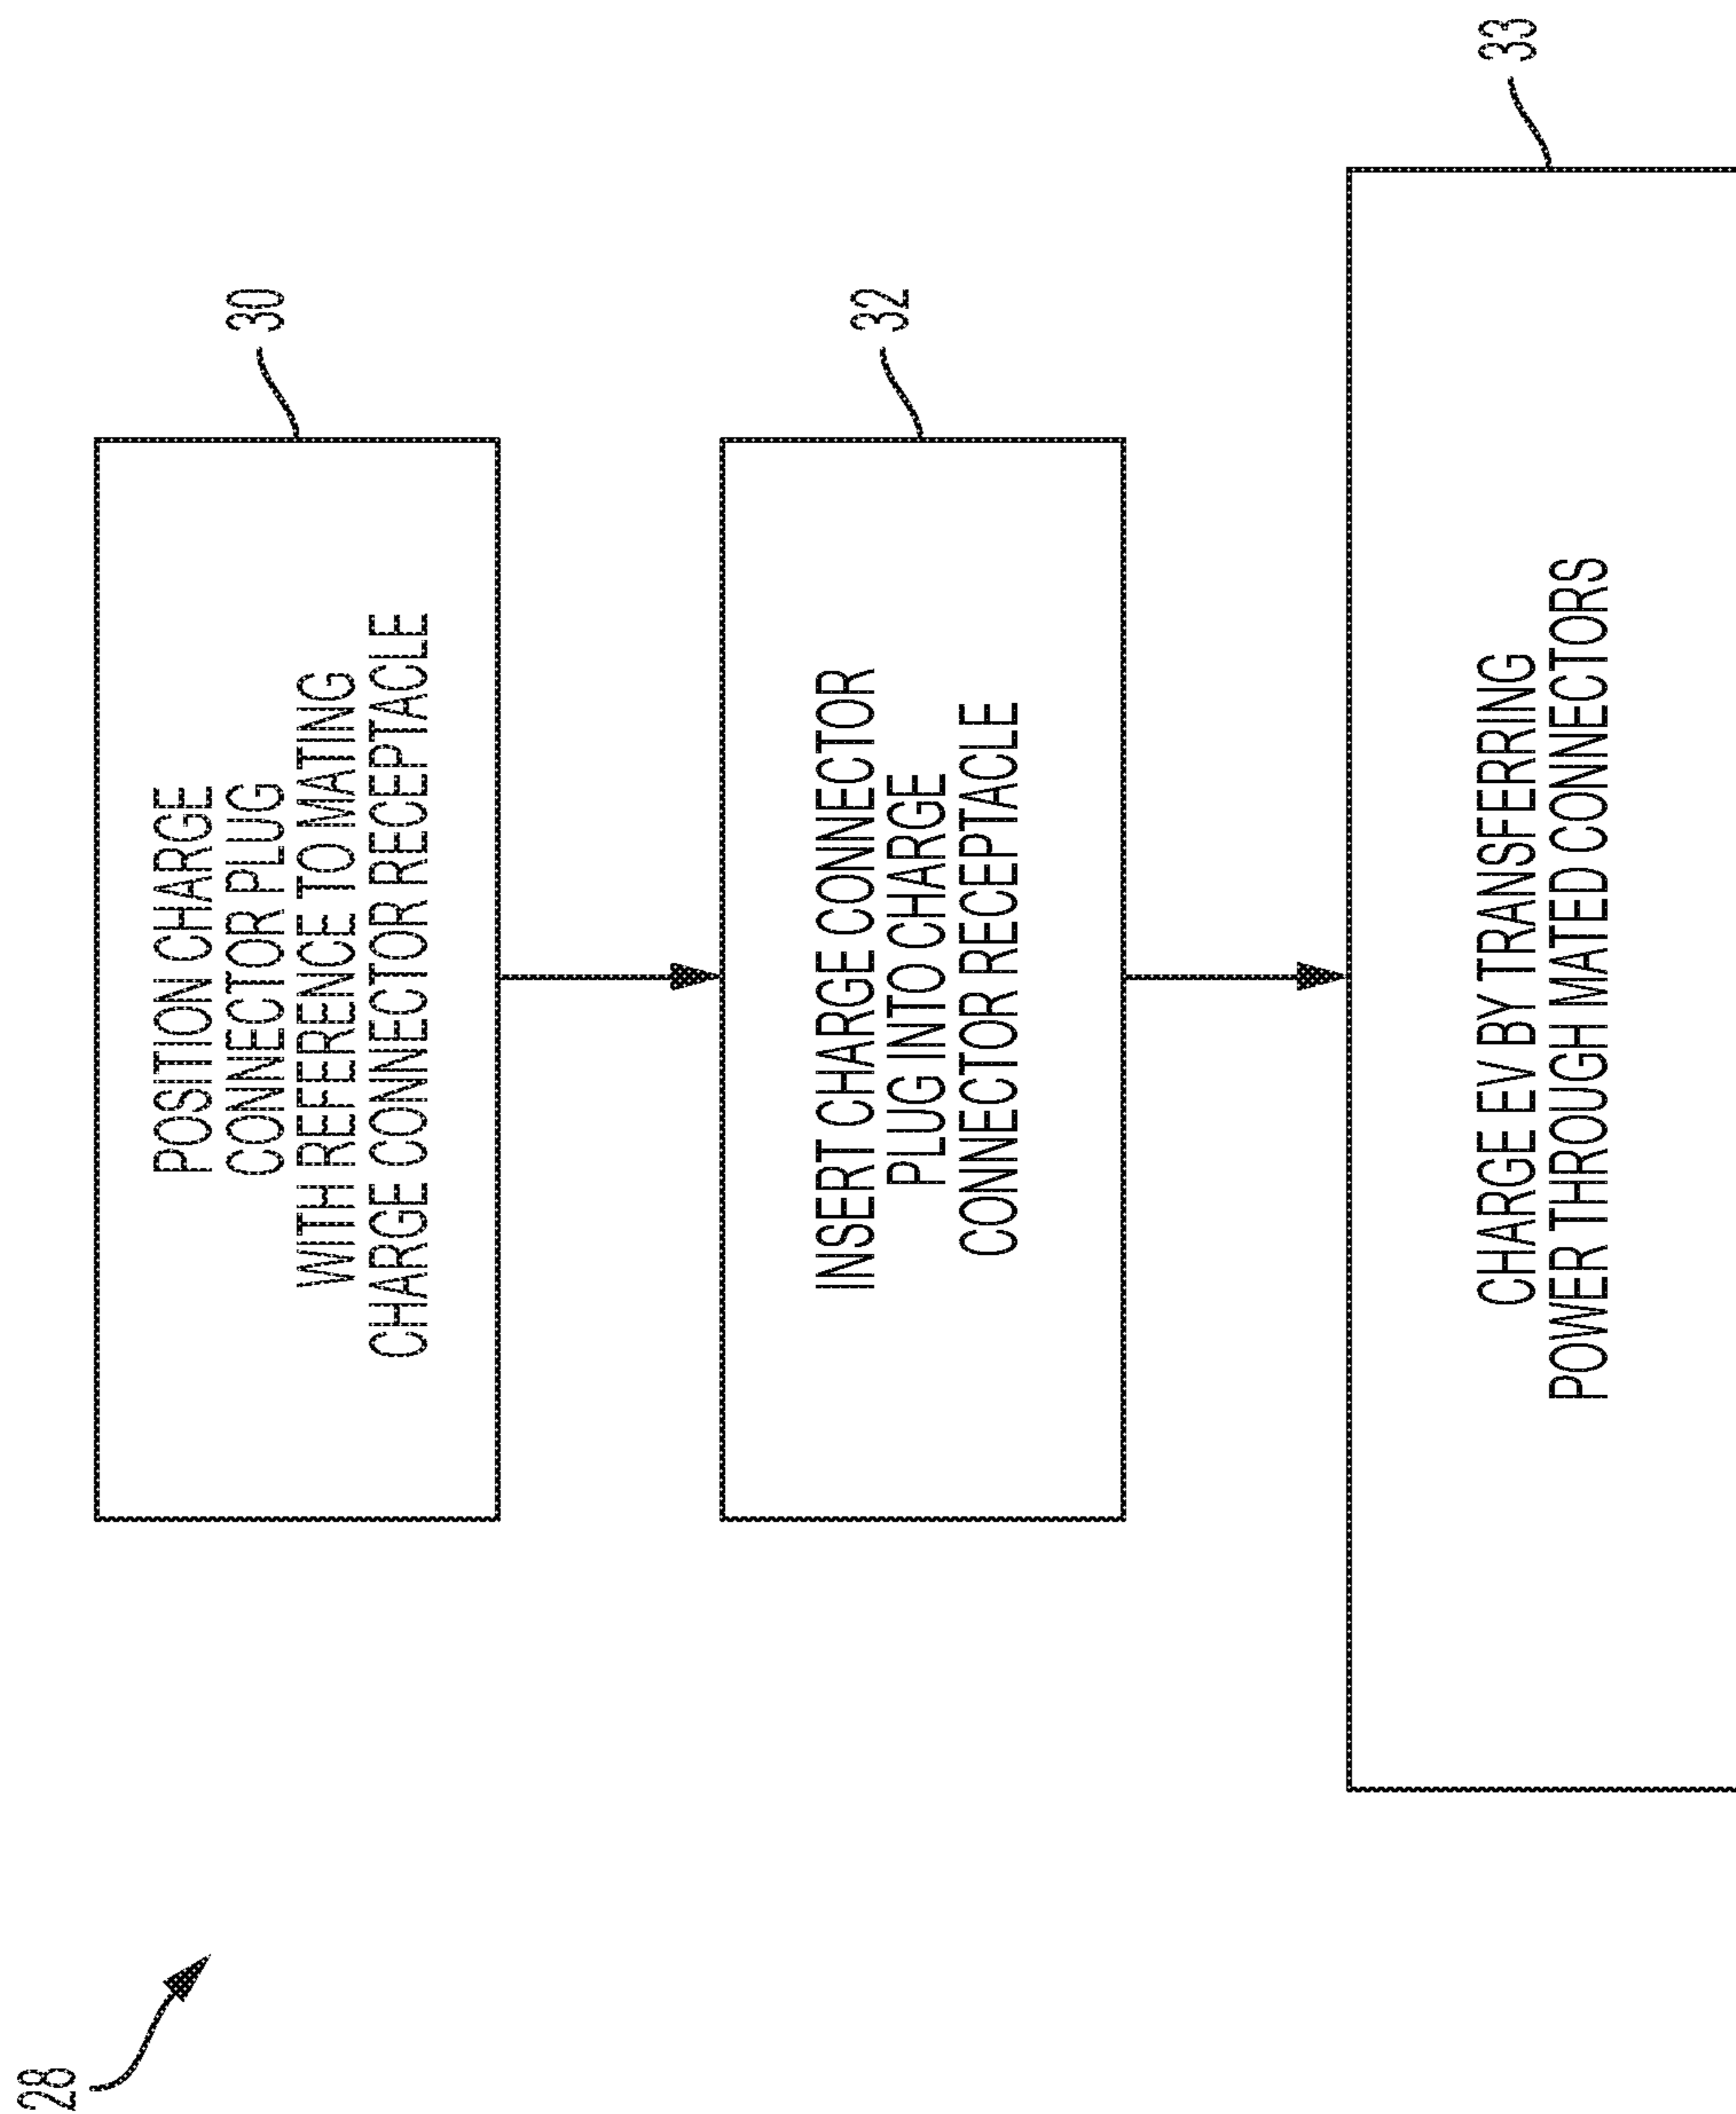 28
POSITION CHARGE
CONNECTOR PLUG
WITH REFERENCE TO MATING
CHARGE CONNECTOR RECEPTACLE
30
INSERT CHARGE CONNECTOR
PLUG INTO CHARGE
CONNECTOR RECEPTACLE
32
CHARGE EV BY TRANSFERRING
POWER THROUGH MATED CONNECTORS
33